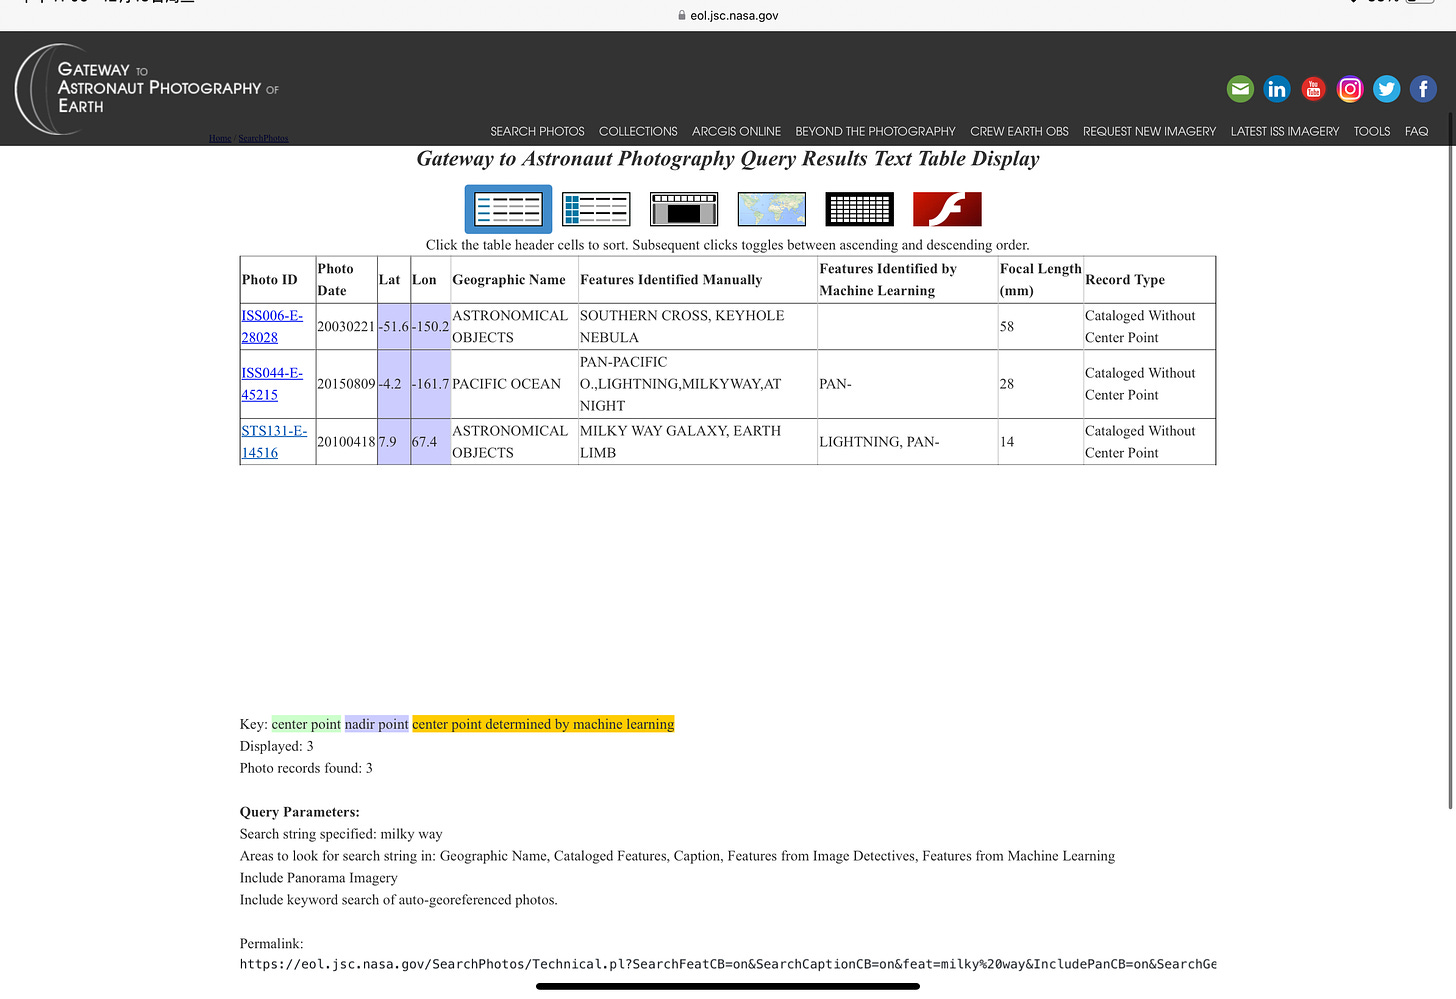 eol.jsc.nasa.gov
GATEWAY TO
ASTRONAUT PHOTOGRAPHY OF
EARTH
Home / SearchPhotos
SEARCH PHOTOS COLLECTIONS ARCGIS ONLINE BEYOND THE PHOTOGRAPHY CREW EARTH OBS REQUEST NEW IMAGERY LATEST ISS IMAGERY TOOLS FAQ
Gateway to Astronaut Photography Query Results Text Table Display
Click the table header cells to sort. Subsequent clicks toggles between ascending and descending order.
Photo ID Photo Date Lat Lon Geographic Name Features Identified Manually Features Identified by Machine Learning Focal Length (mm) Record Type
ISS006-E-28028 20030221 -51.6 -150.2 ASTRONOMICAL OBJECTS SOUTHERN CROSS, KEYHOLE NEBULA 58 Cataloged Without Center Point
ISS044-E-45215 20150809 -4.2 -161.7 PACIFIC OCEAN PAN-PACIFIC O.,LIGHTNING,MILKYWAY,AT NIGHT PAN- 28 Cataloged Without Center Point
STS131-E-14516 20100418 7.9 67.4 ASTRONOMICAL OBJECTS MILKY WAY GALAXY, EARTH LIMB LIGHTNING, PAN- 14 Cataloged Without Center Point
Key: center point nadir point center point determined by machine learning
Displayed: 3
Photo records found: 3
Query Parameters:
Search string specified: milky way
Areas to look for search string in: Geographic Name, Cataloged Features, Caption, Features from Image Detectives, Features from Machine Learning
Include Panorama Imagery
Include keyword search of auto-georeferenced photos.
Permalink:
https://eol.jsc.nasa.gov/SearchPhotos/Technical.pl?SearchFeatCB=on&SearchCaptionCB=on&feat=milky%20way&IncludePanCB=on&SearchGe